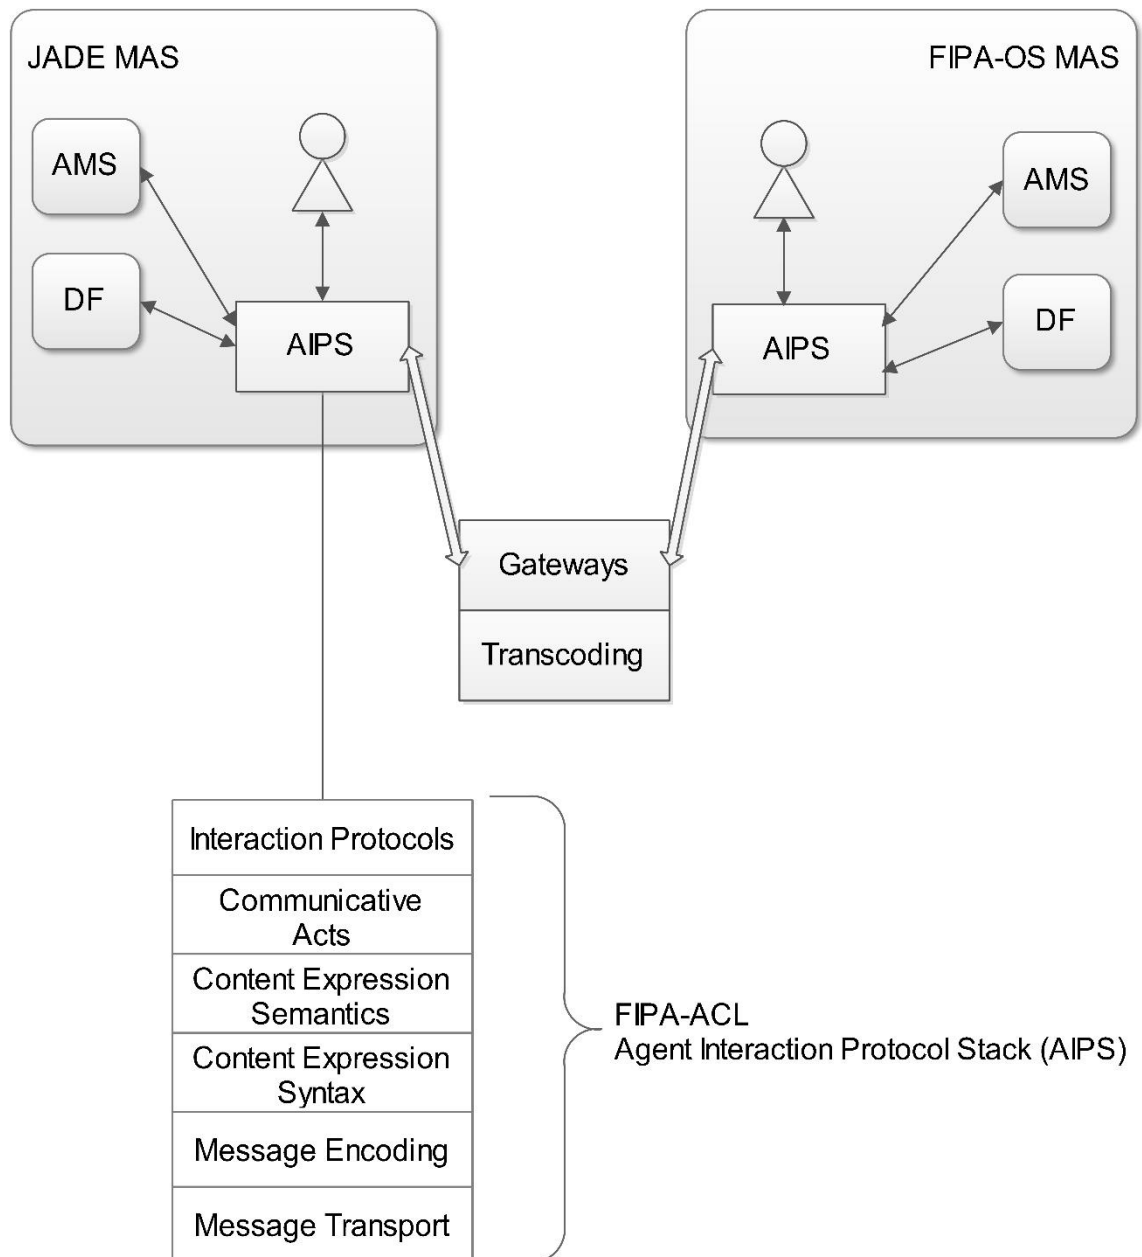 JADE MAS
AMS
DF
AIPS
FIPA-OS MAS
AMS
DF
AIPS
Gateways
Transcoding
Interaction Protocols
Communicative
Acts
Content Expression
Semantics
Content Expression
Syntax
Message Encoding
Message Transport
FIPA-ACL
Agent Interaction Protocol Stack (AIPS)